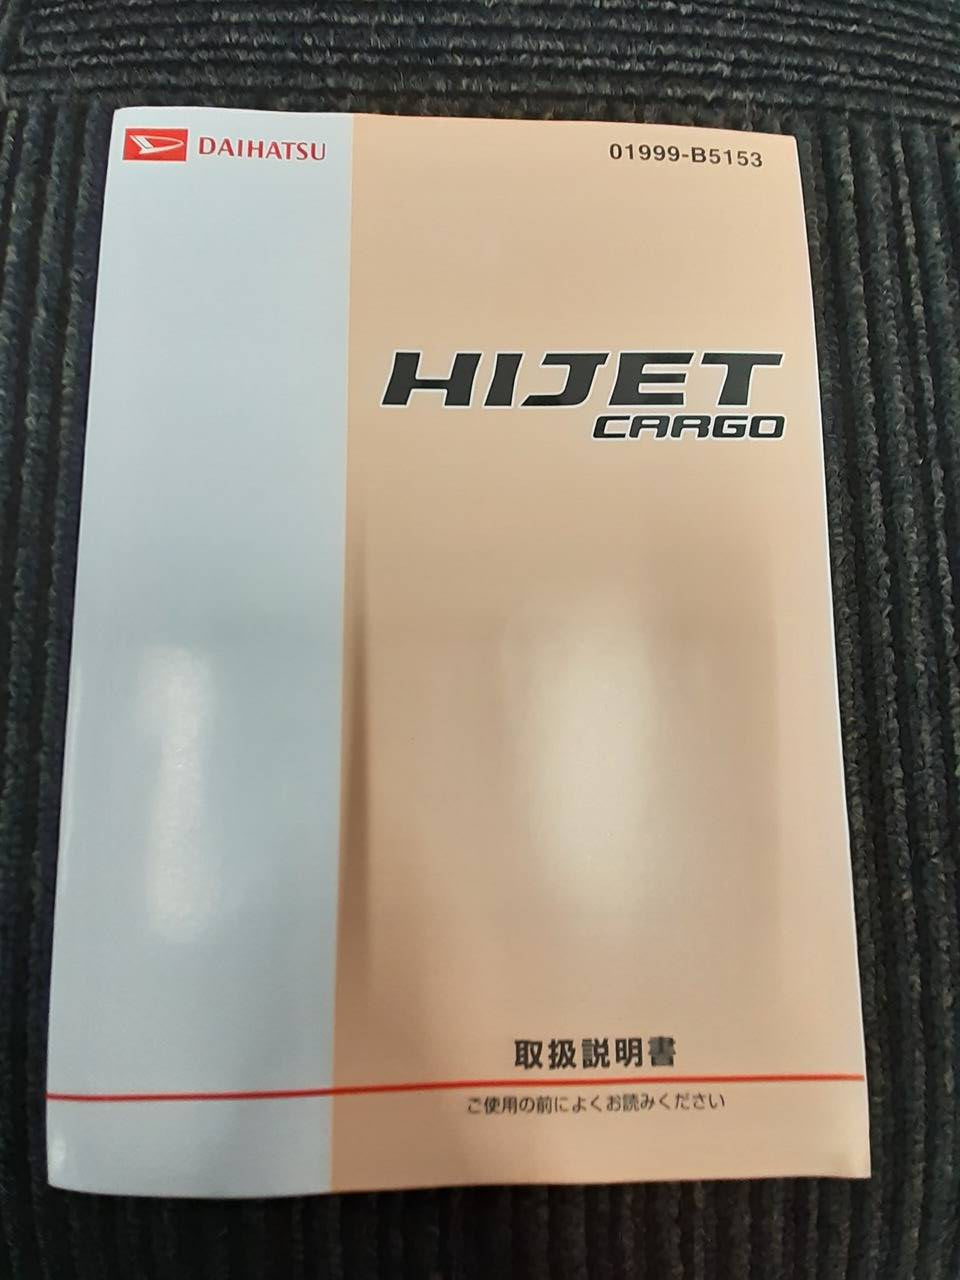 DAIHATSU
01999-B5153
HIJET
CARGO
取扱説明書
ご使用の前によくお読みください